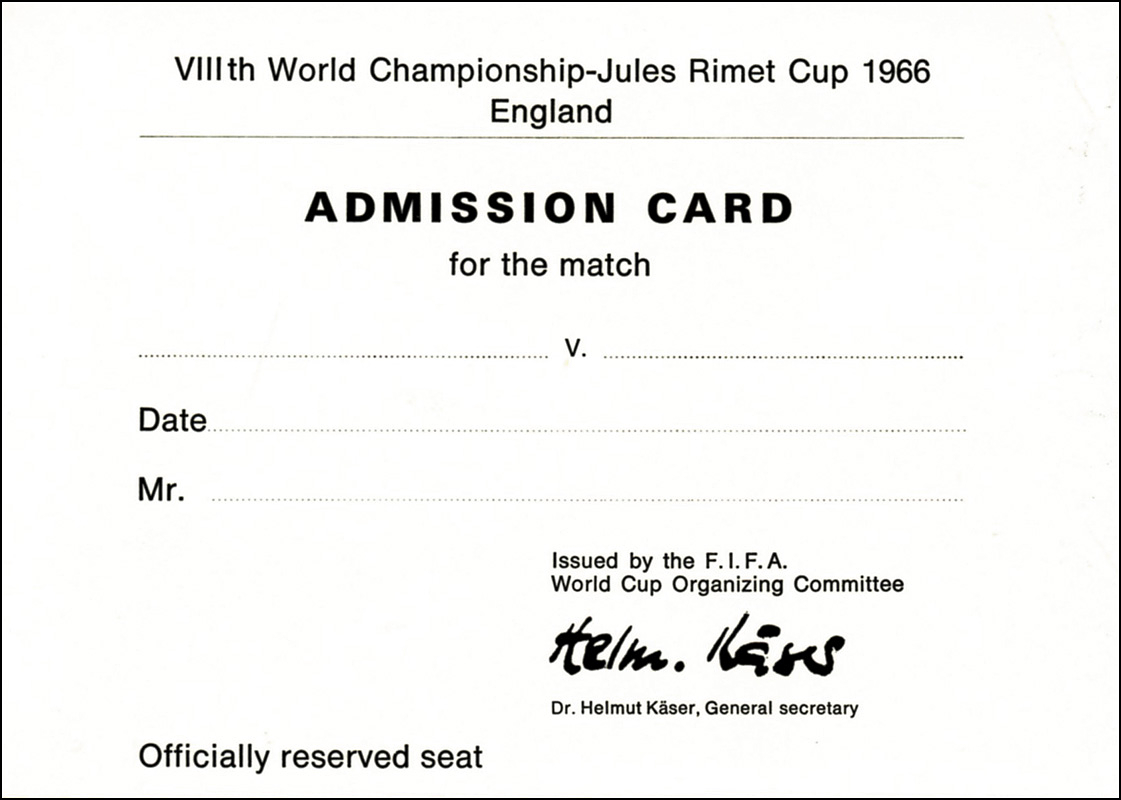 VIIIth World Championship-Jules Rimet Cup 1966
England
ADMISSION CARD
for the match
v.
Date
Mr.
Issued by the F.I.F.A.
World Cup Organizing Committee
Helm. Käser
Dr. Helmut Käser, General secretary
Officially reserved seat